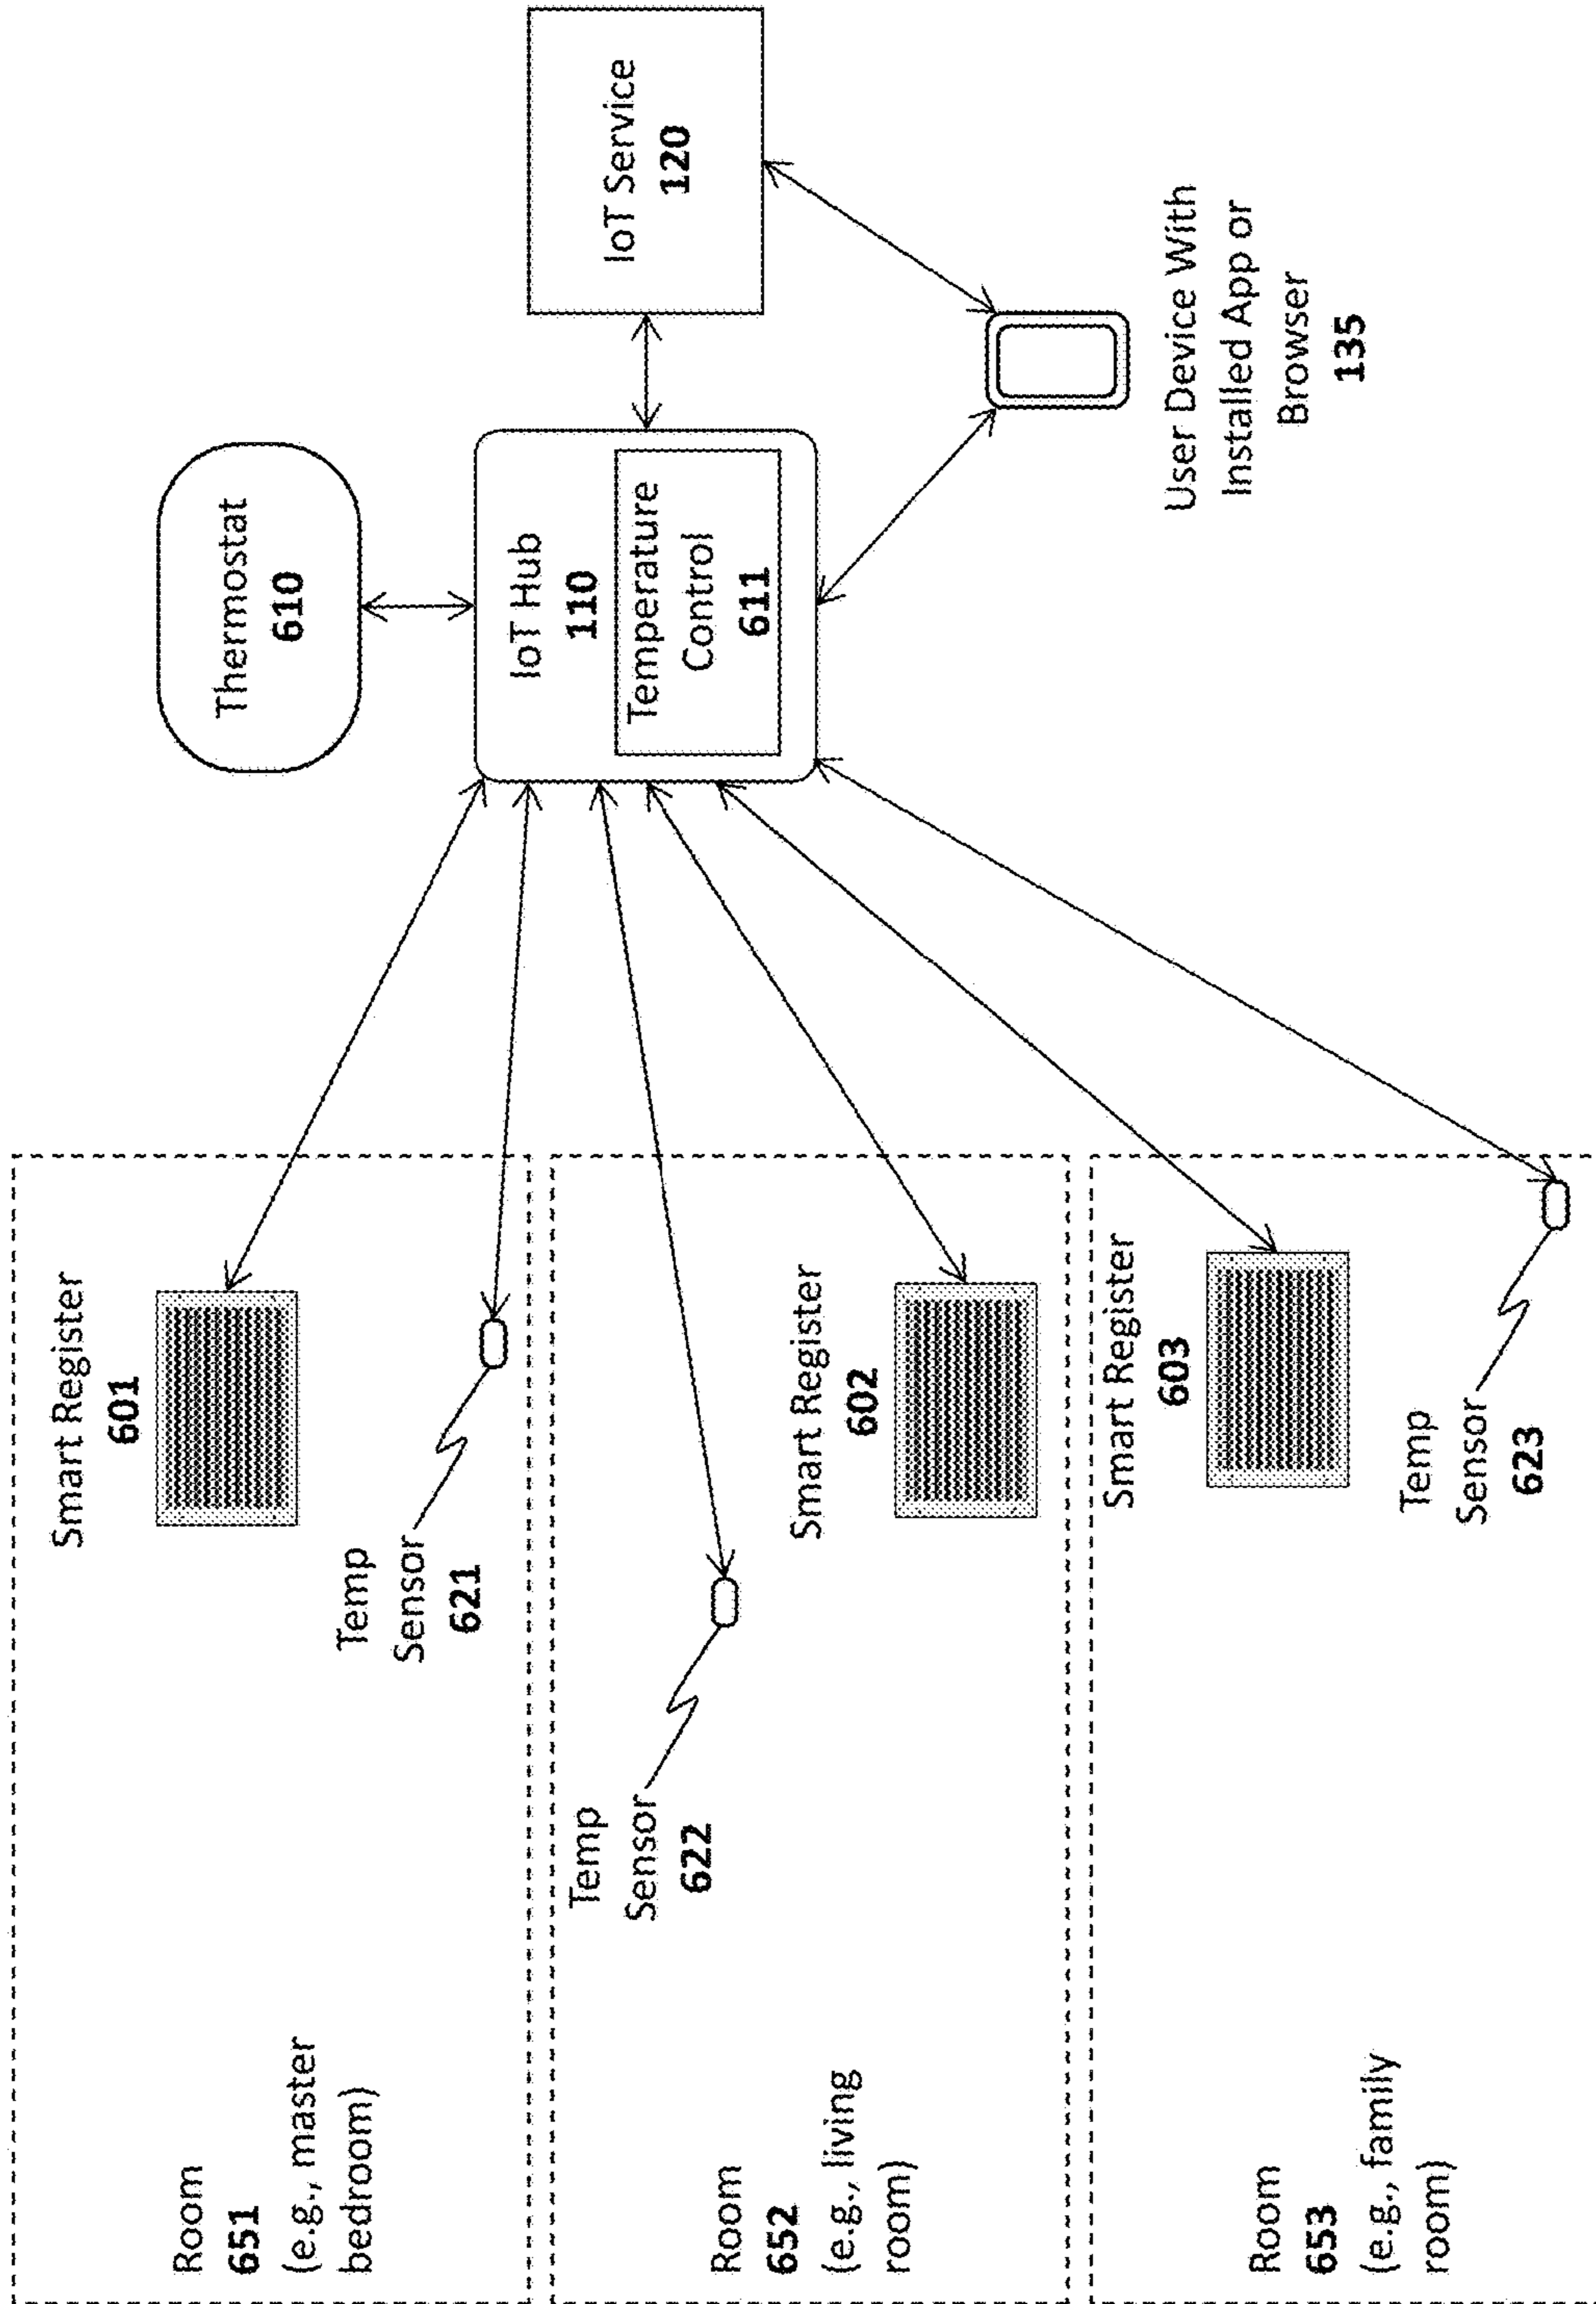 Room
651
(e.g., master
bedroom)
Smart Register
601
Temp
Sensor
621
Room
652
(e.g., living
room)
Temp
Sensor
622
Smart Register
602
Room
653
(e.g., family
room)
Smart Register
603
Temp
Sensor
623
Thermostat
610
IoT Hub
110
Temperature
Control
611
IoT Service
120
User Device With
Installed App or
Browser
135